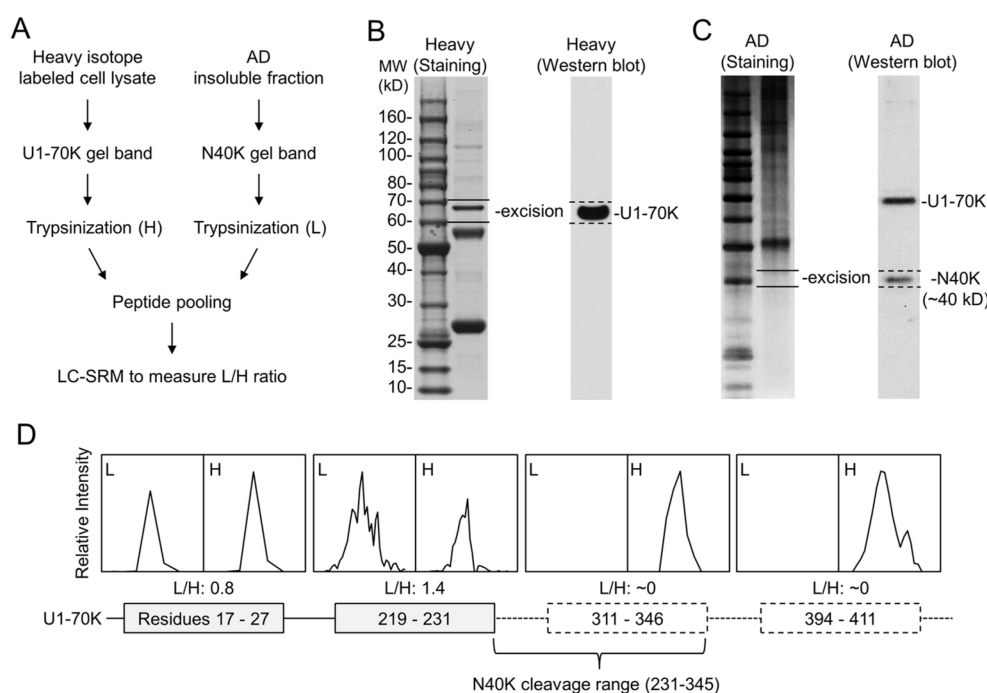 A
Heavy isotope
labeled cell lysate
AD
insoluble fraction
U1-70K gel band
N40K gel band
Trypsinization (H)
Trypsinization (L)
Peptide pooling
LC-SRM to measure L/H ratio
B
Heavy
(Staining)
Heavy
(Western blot)
MW
(kD)
160-
120-
100-
80-
70-
60-
50-
40-
30-
25-
15-
10-
-excision
-U1-70K
C
AD
(Staining)
AD
(Western blot)
-U1-70K
-excision
-N40K
(~40 kD)
D
Relative Intensity
L
H
L
H
L
H
L
H
L/H: 0.8
L/H: 1.4
L/H: ~0
L/H: ~0
U1-70K
Residues 17 - 27
219 - 231
311 - 346
394 - 411
N40K cleavage range (231-345)